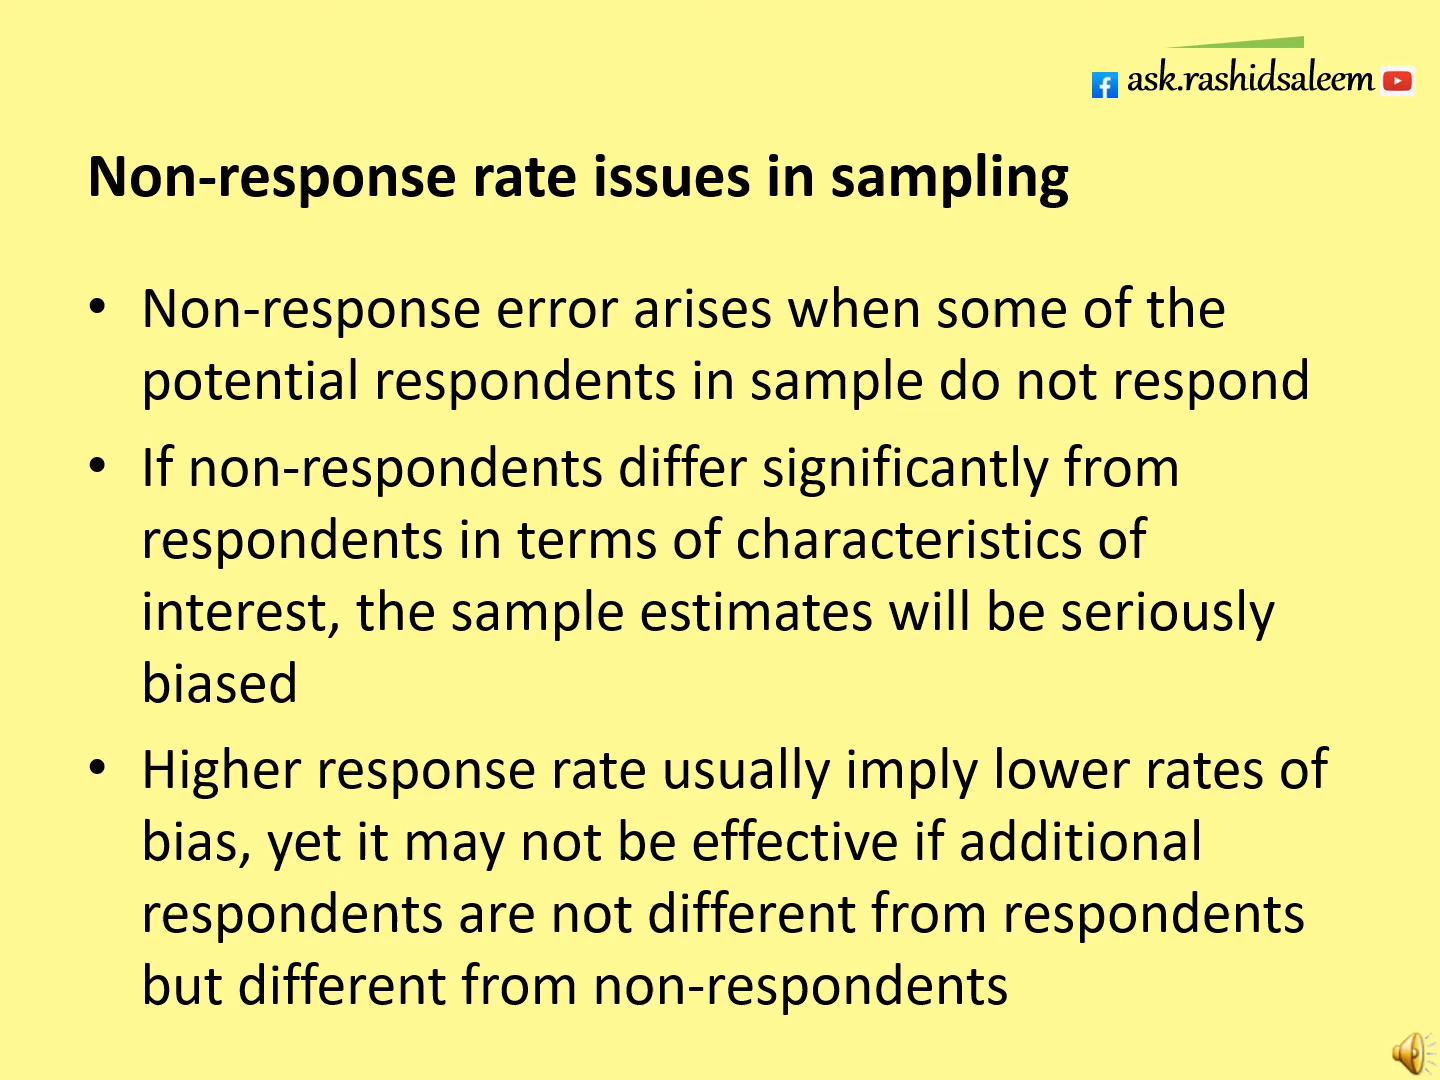 ask.rashidsaleem
Non-response rate issues in sampling
• Non-response error arises when some of the
potential respondents in sample do not respond
• If non-respondents differ significantly from
respondents in terms of characteristics of
interest, the sample estimates will be seriously
biased
• Higher response rate usually imply lower rates of
bias, yet it may not be effective if additional
respondents are not different from respondents
but different from non-respondents